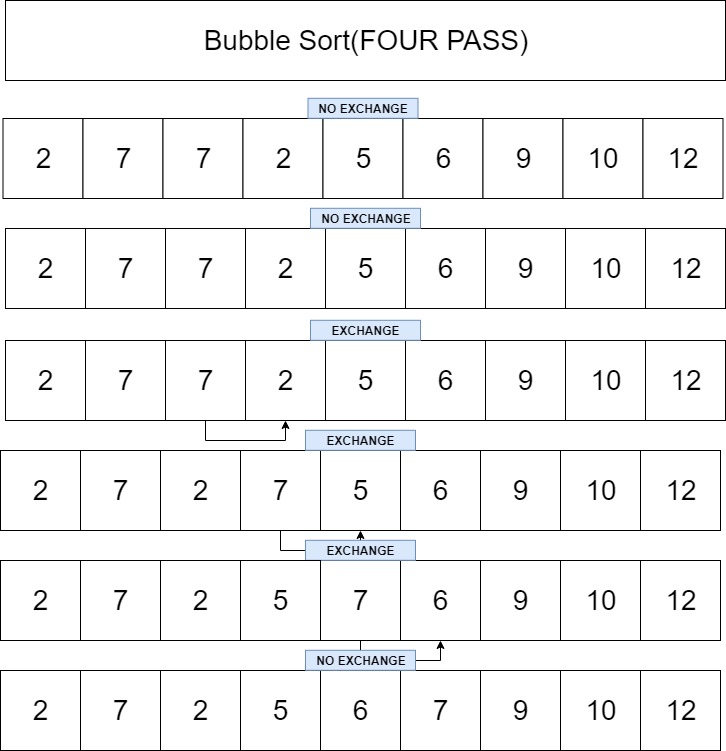 Bubble Sort(FOUR PASS)
NO EXCHANGE
2 7 7 2 5 6 9 10 12
NO EXCHANGE
2 7 7 2 5 6 9 10 12
EXCHANGE
2 7 7 2 5 6 9 10 12
EXCHANGE
2 7 2 7 5 6 9 10 12
EXCHANGE
2 7 2 5 7 6 9 10 12
NO EXCHANGE
2 7 2 5 6 7 9 10 12